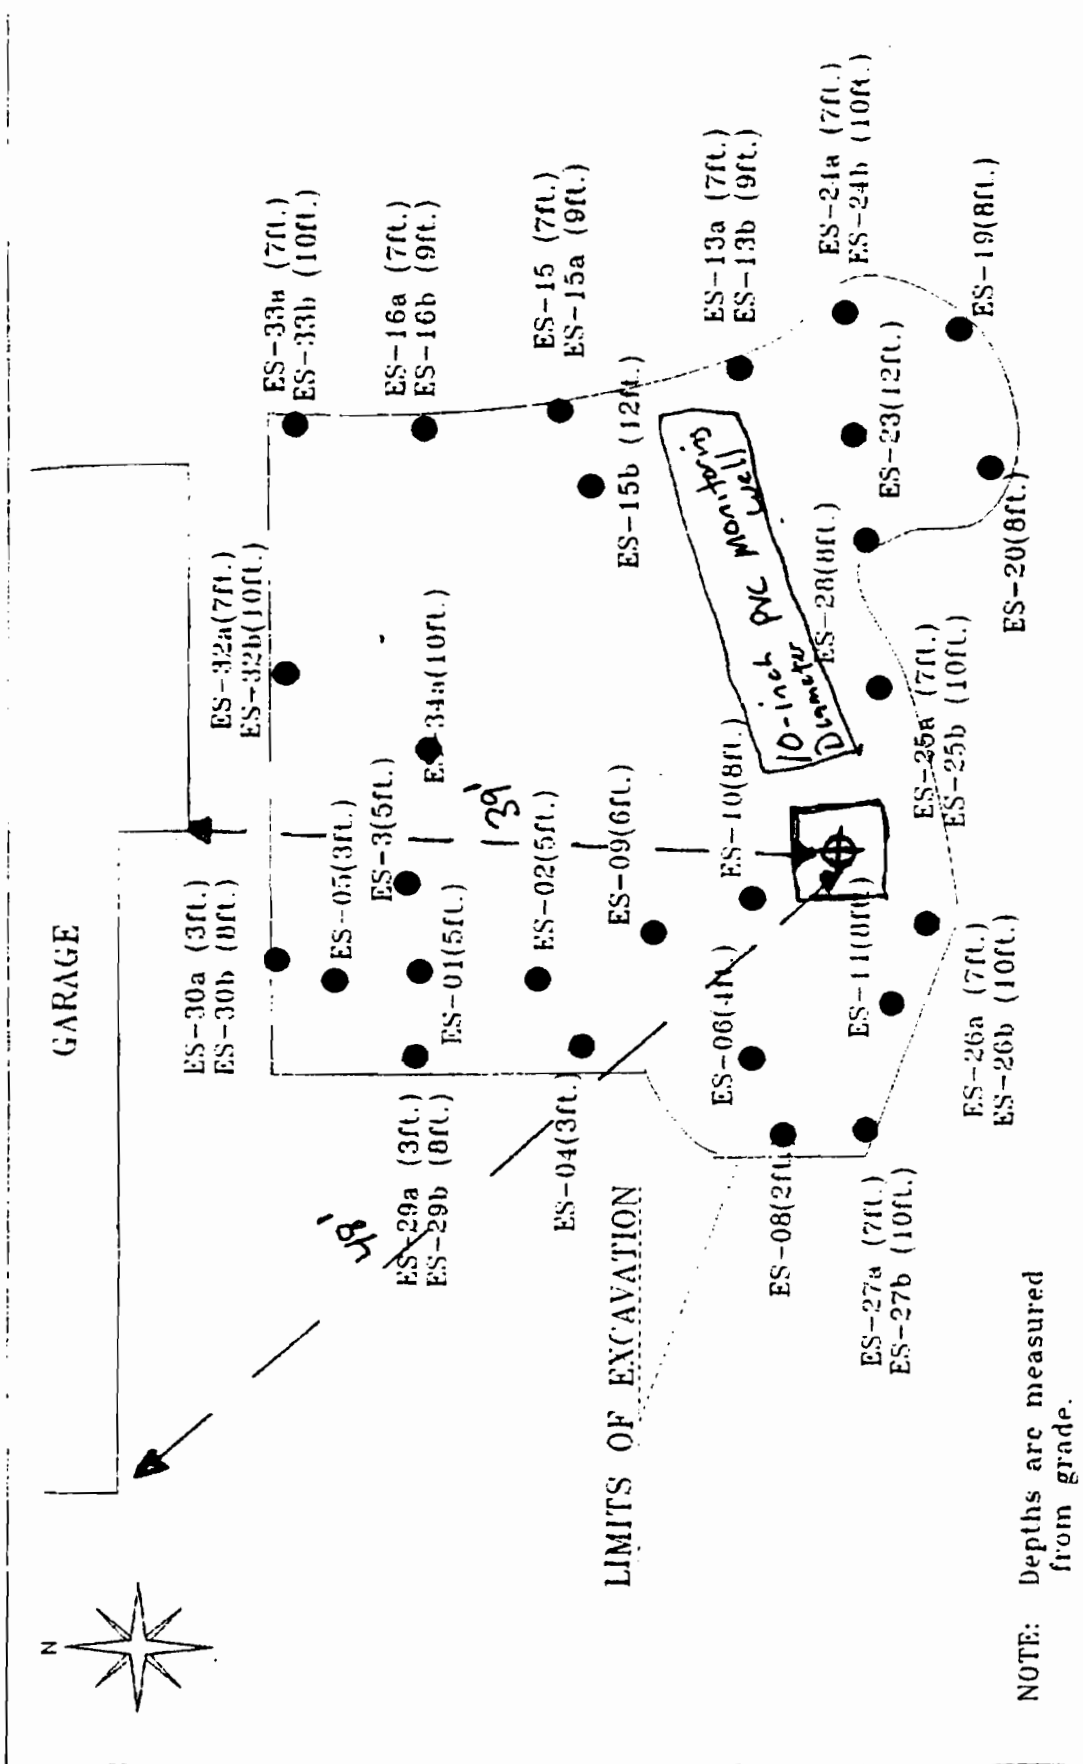 N
GARAGE
ES-30a (3ft.)
ES-30b (8ft.)
ES-32a(7ft.)
ES-32b(10ft.)
ES-33a (7ft.)
ES-33b (10ft.)
ES-05(3ft.)
ES-3(5ft.)
ES-34a(10ft.)
ES-16a (7ft.)
ES-16b (9ft.)
ES-29a (3ft.)
ES-29b (8ft.)
ES-01(5ft.)
39'
ES-15 (7ft.)
ES-15a (9ft.)
ES-04(3ft.)
ES-02(5ft.)
ES-09(6ft.)
ES-15b (12ft.)
LIMITS OF EXCAVATION
ES-06(4ft.)
ES-10(8ft.)
10-inch PVC Monitoring
Diameter Well
ES-13a (7ft.)
ES-13b (9ft.)
ES-08(2ft.)
ES-11(8ft.)
ES-28(8ft.)
ES-23(12ft.)
ES-24a (7ft.)
ES-24b (10ft.)
ES-27a (7ft.)
ES-27b (10ft.)
ES-26a (7ft.)
ES-26b (10ft.)
ES-25a (7ft.)
ES-25b (10ft.)
ES-20(8ft.)
ES-19(8ft.)
NOTE: Depths are measured
from grade.